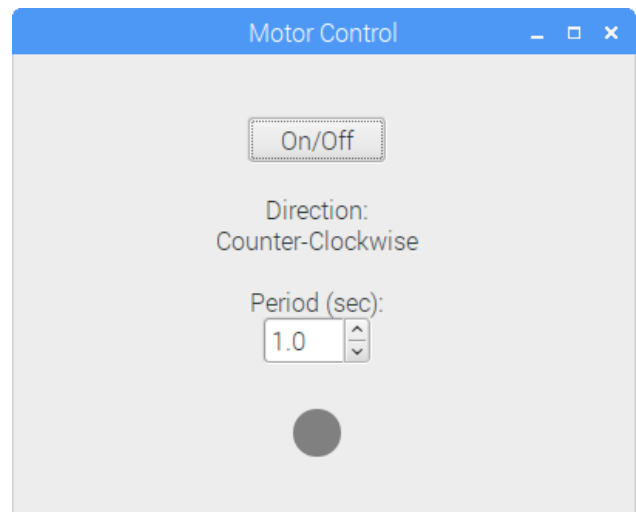 Motor Control
On/Off
Direction:
Counter-Clockwise
Period (sec):
1.0